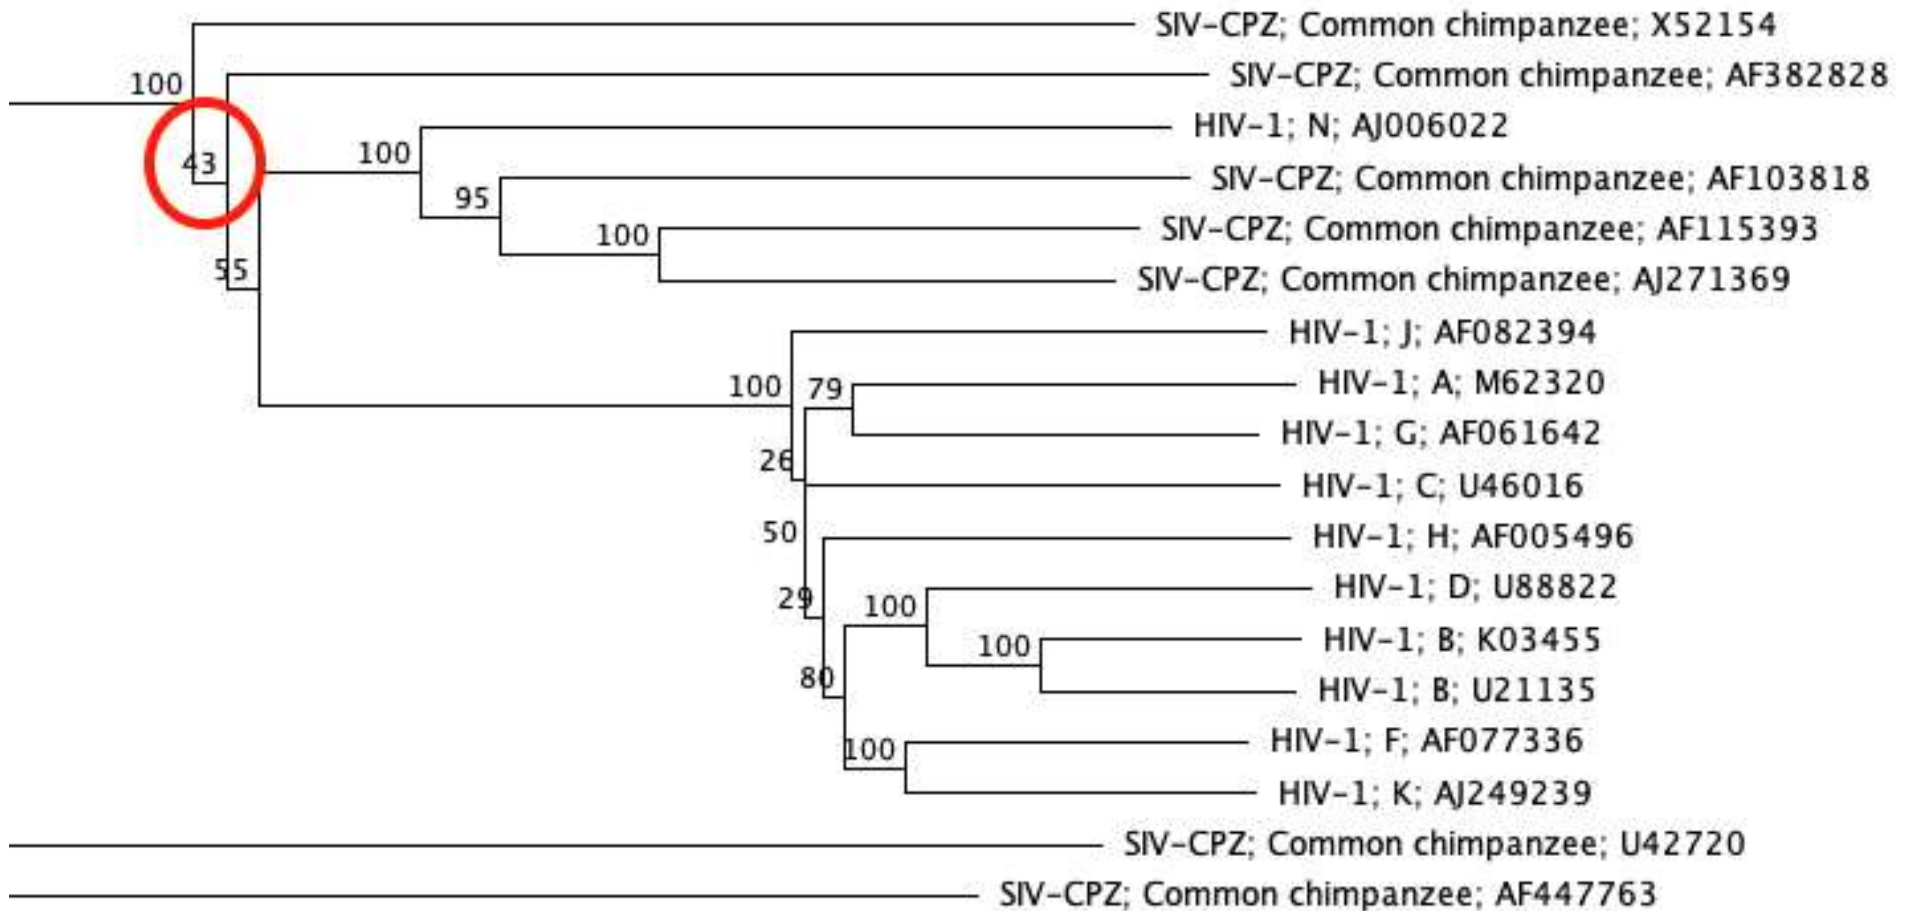 SIV-CPZ; Common chimpanzee; X52154
100
SIV-CPZ; Common chimpanzee; AF382828
HIV-1; N; AJ006022
43
100
SIV-CPZ; Common chimpanzee; AF103818
95
SIV-CPZ; Common chimpanzee; AF115393
100
55
SIV-CPZ; Common chimpanzee; AJ271369
HIV-1; J; AF082394
100
79
HIV-1; A; M62320
HIV-1; G; AF061642
26
HIV-1; C; U46016
50
HIV-1; H; AF005496
29
HIV-1; D; U88822
100
HIV-1; B; K03455
100
80
HIV-1; B; U21135
HIV-1; F; AF077336
100
HIV-1; K; AJ249239
SIV-CPZ; Common chimpanzee; U42720
SIV-CPZ; Common chimpanzee; AF447763